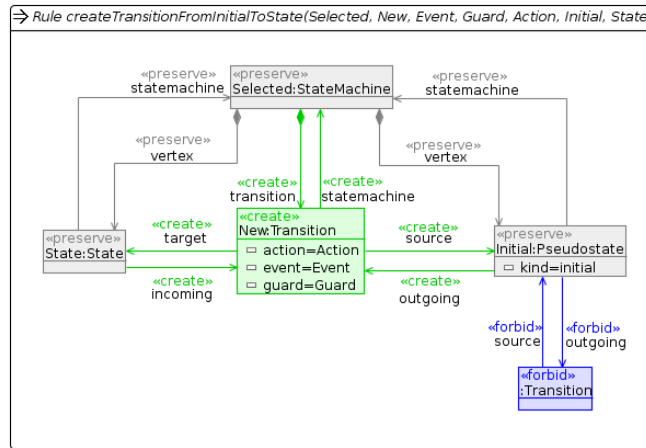 Rule createTransitionFromInitialToState(Selected, New, Event, Guard, Action, Initial, State
«preserve»
statemachine
«preserve»
Selected:StateMachine
«preserve»
statemachine
«preserve»
vertex
«create»
transition
«create»
statemachine
«preserve»
vertex
«preserve»
State:State
«create»
target
«create»
incoming
«create»
New:Transition
action=Action
event=Event
guard=Guard
«create»
source
«create»
outgoing
«preserve»
Initial:Pseudostate
kind=initial
«forbid»
source
«forbid»
outgoing
«forbid»
:Transition